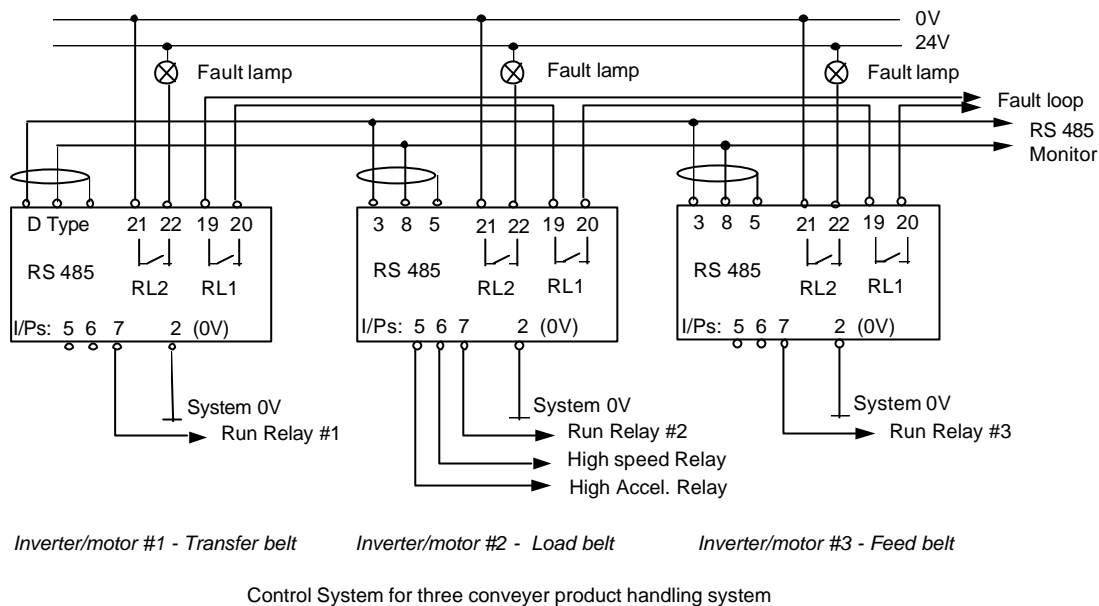 0V
24V
Fault lamp
Fault lamp
Fault lamp
Fault loop
RS 485
Monitor
D Type 21 22 19 20
RS 485
RL2 RL1
I/Ps: 5 6 7 2 (0V)
System 0V
Run Relay #1
3 8 5 21 22 19 20
RS 485
RL2 RL1
I/Ps: 5 6 7 2 (0V)
System 0V
Run Relay #2
High speed Relay
High Accel. Relay
3 8 5 21 22 19 20
RS 485
RL2 RL1
I/Ps: 5 6 7 2 (0V)
System 0V
Run Relay #3
Inverter/motor #1 - Transfer belt
Inverter/motor #2 - Load belt
Inverter/motor #3 - Feed belt
Control System for three conveyer product handling system